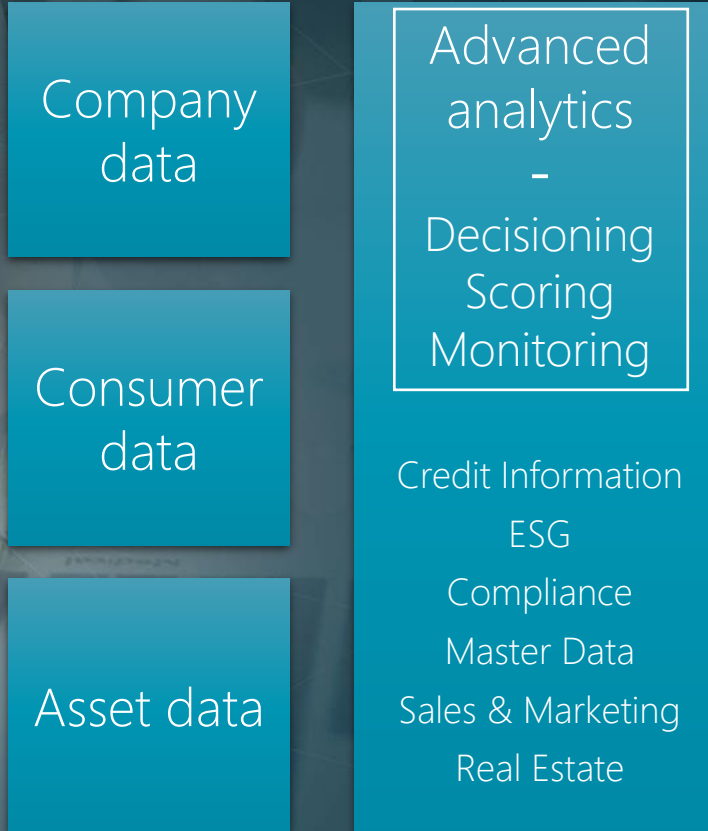 Company
data
Consumer
data
Asset data
Advanced
analytics
-
Decisioning
Scoring
Monitoring
Credit Information
ESG
Compliance
Master Data
Sales & Marketing
Real Estate